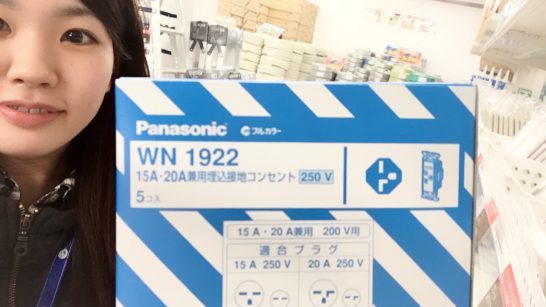 Panasonic フルカラー
WN 1922
15A・20A兼用埋込接地コンセント 250V
5コ入
15A・20A兼用 200V用
適合プラグ
15A 250V 20A 250V